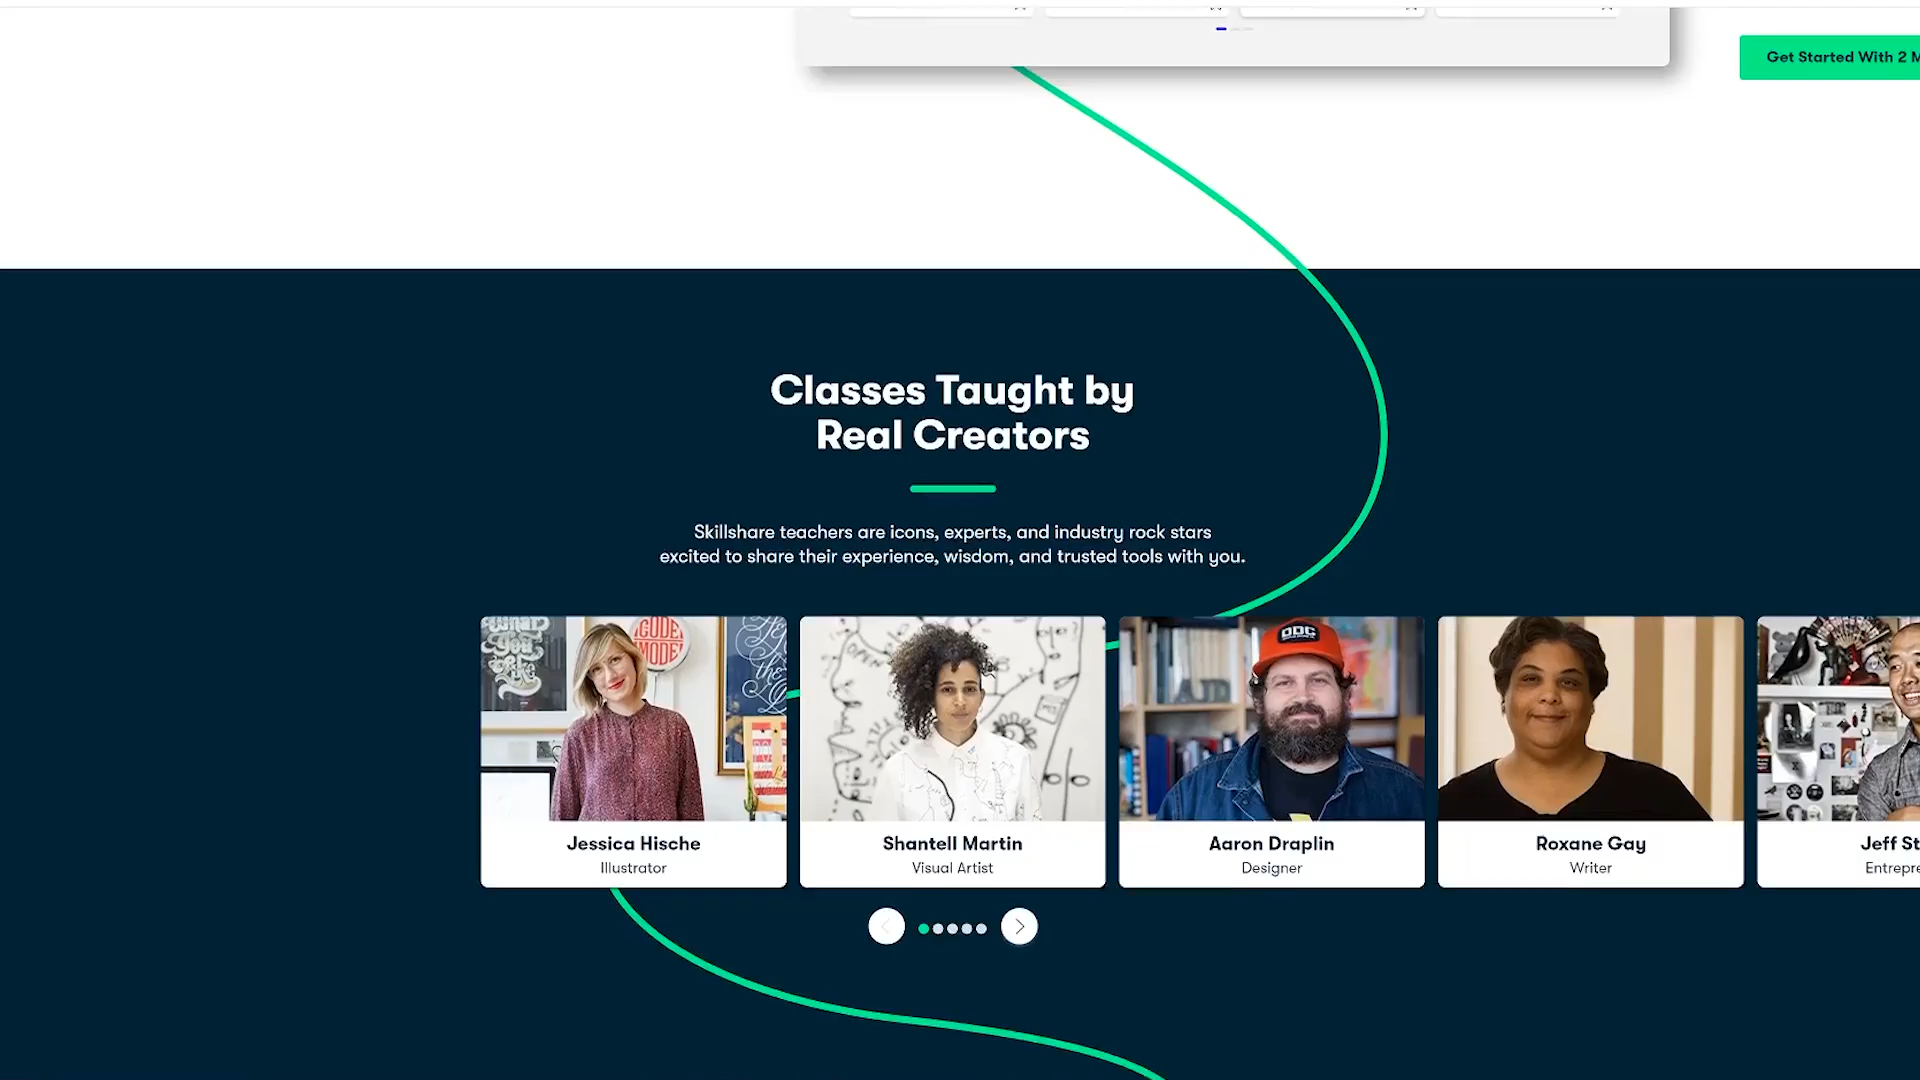 Get Started With 2
Classes Taught by
Real Creators
Skillshare teachers are icons, experts, and industry rock stars
excited to share their experience, wisdom, and trusted tools with you.
DDC
Jessica Hische
Illustrator
Shantell Martin
Visual Artist
Aaron Draplin
Designer
Roxane Gay
Writer
Jeff